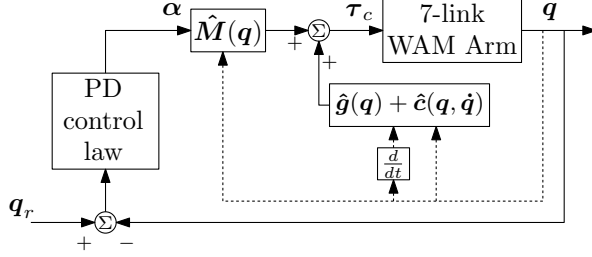 α
M̂(q)
+
Σ
τ_c
7-link
WAM Arm
q
+
ĝ(q) + ĉ(q, q̇)
PD
control
law
d
dt
q_r
+
Σ
−